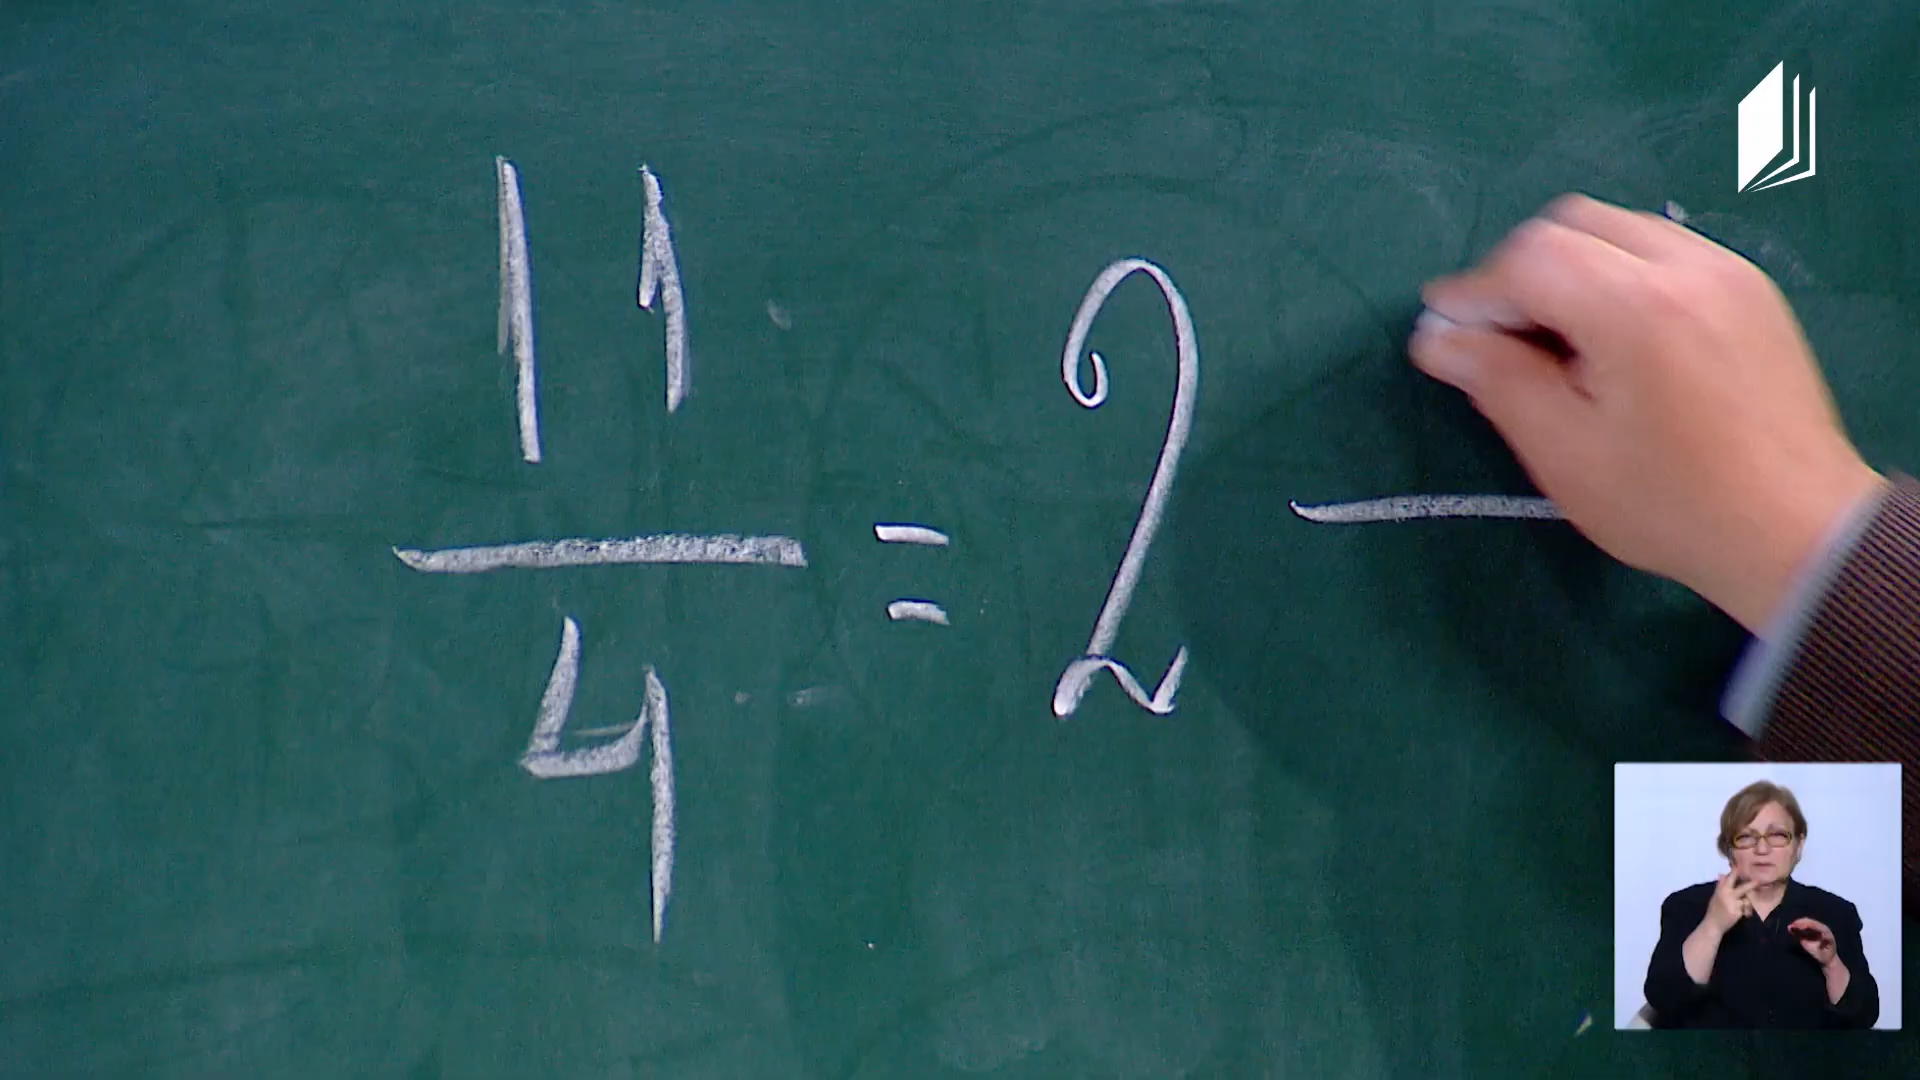 11/4 = 2 —